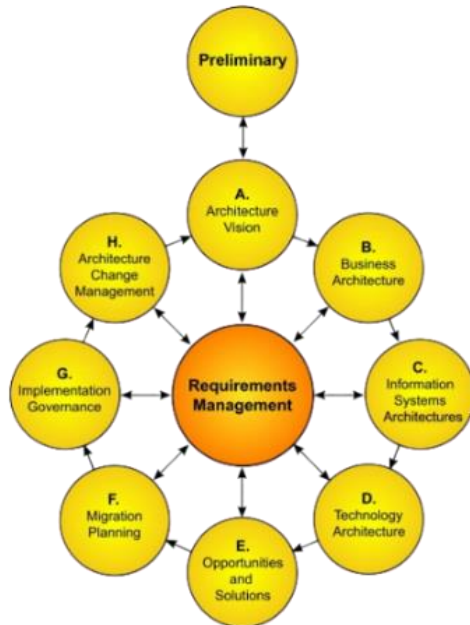 Preliminary
A.
Architecture
Vision
B.
Business
Architecture
C.
Information
Systems
Architectures
D.
Technology
Architecture
E.
Opportunities
and
Solutions
F.
Migration
Planning
G.
Implementation
Governance
H.
Architecture
Change
Management
Requirements
Management